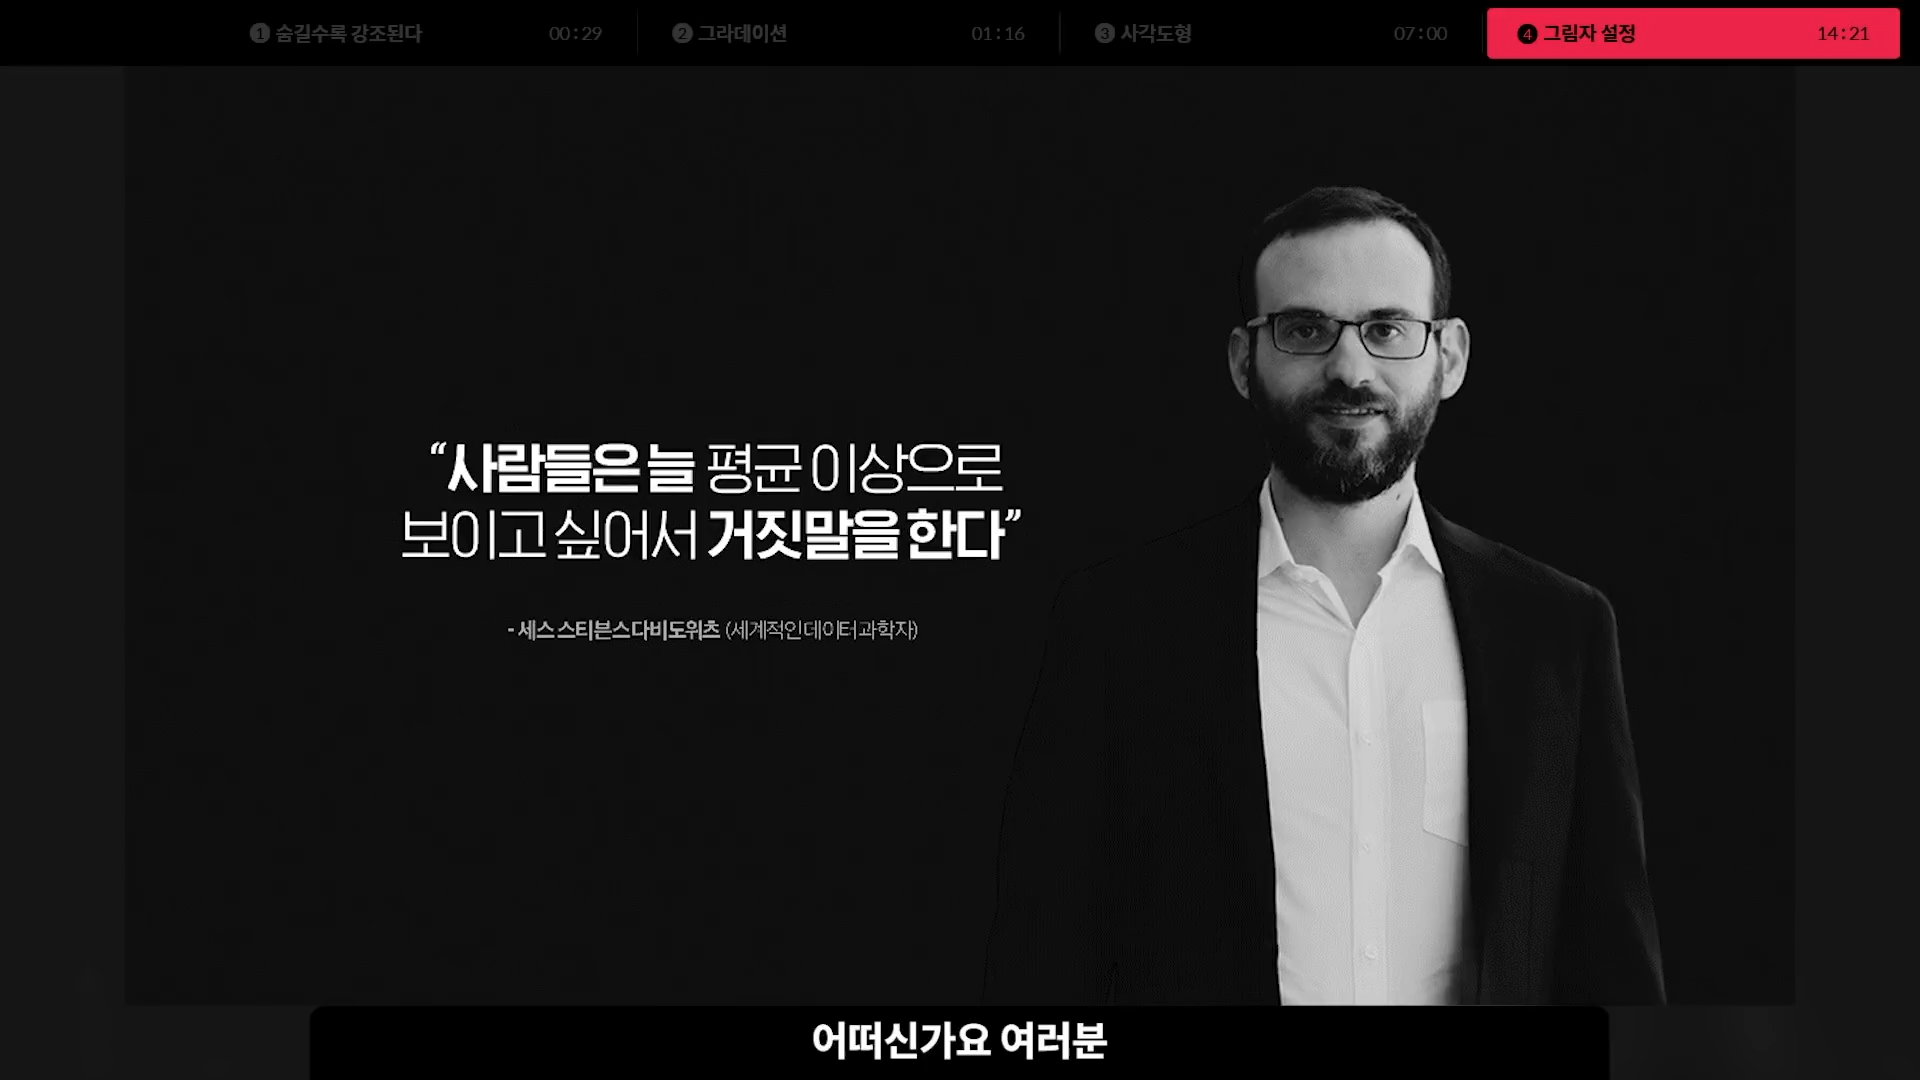 ❶ 숨길수록 강조된다 00:29
❷ 그라데이션 01:16
❸ 사각도형 07:00
❹ 그림자 설정 14:21
“사람들은 늘 평균 이상으로
보이고 싶어서 거짓말을 한다”
- 세스 스티븐스 다비도위츠 (세계적인 데이터 과학자)
어떠신가요 여러분